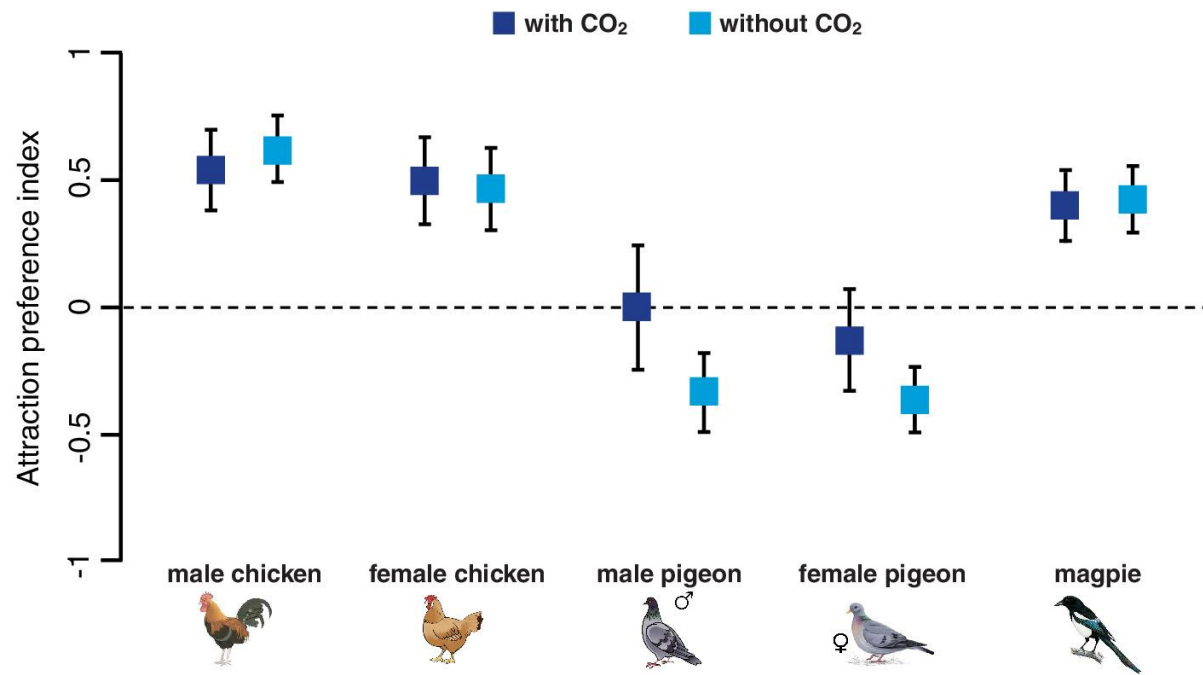 with CO₂ without CO₂
Attraction preference index
1
0.5
0
-0.5
-1
male chicken female chicken male pigeon female pigeon magpie
♂
♀